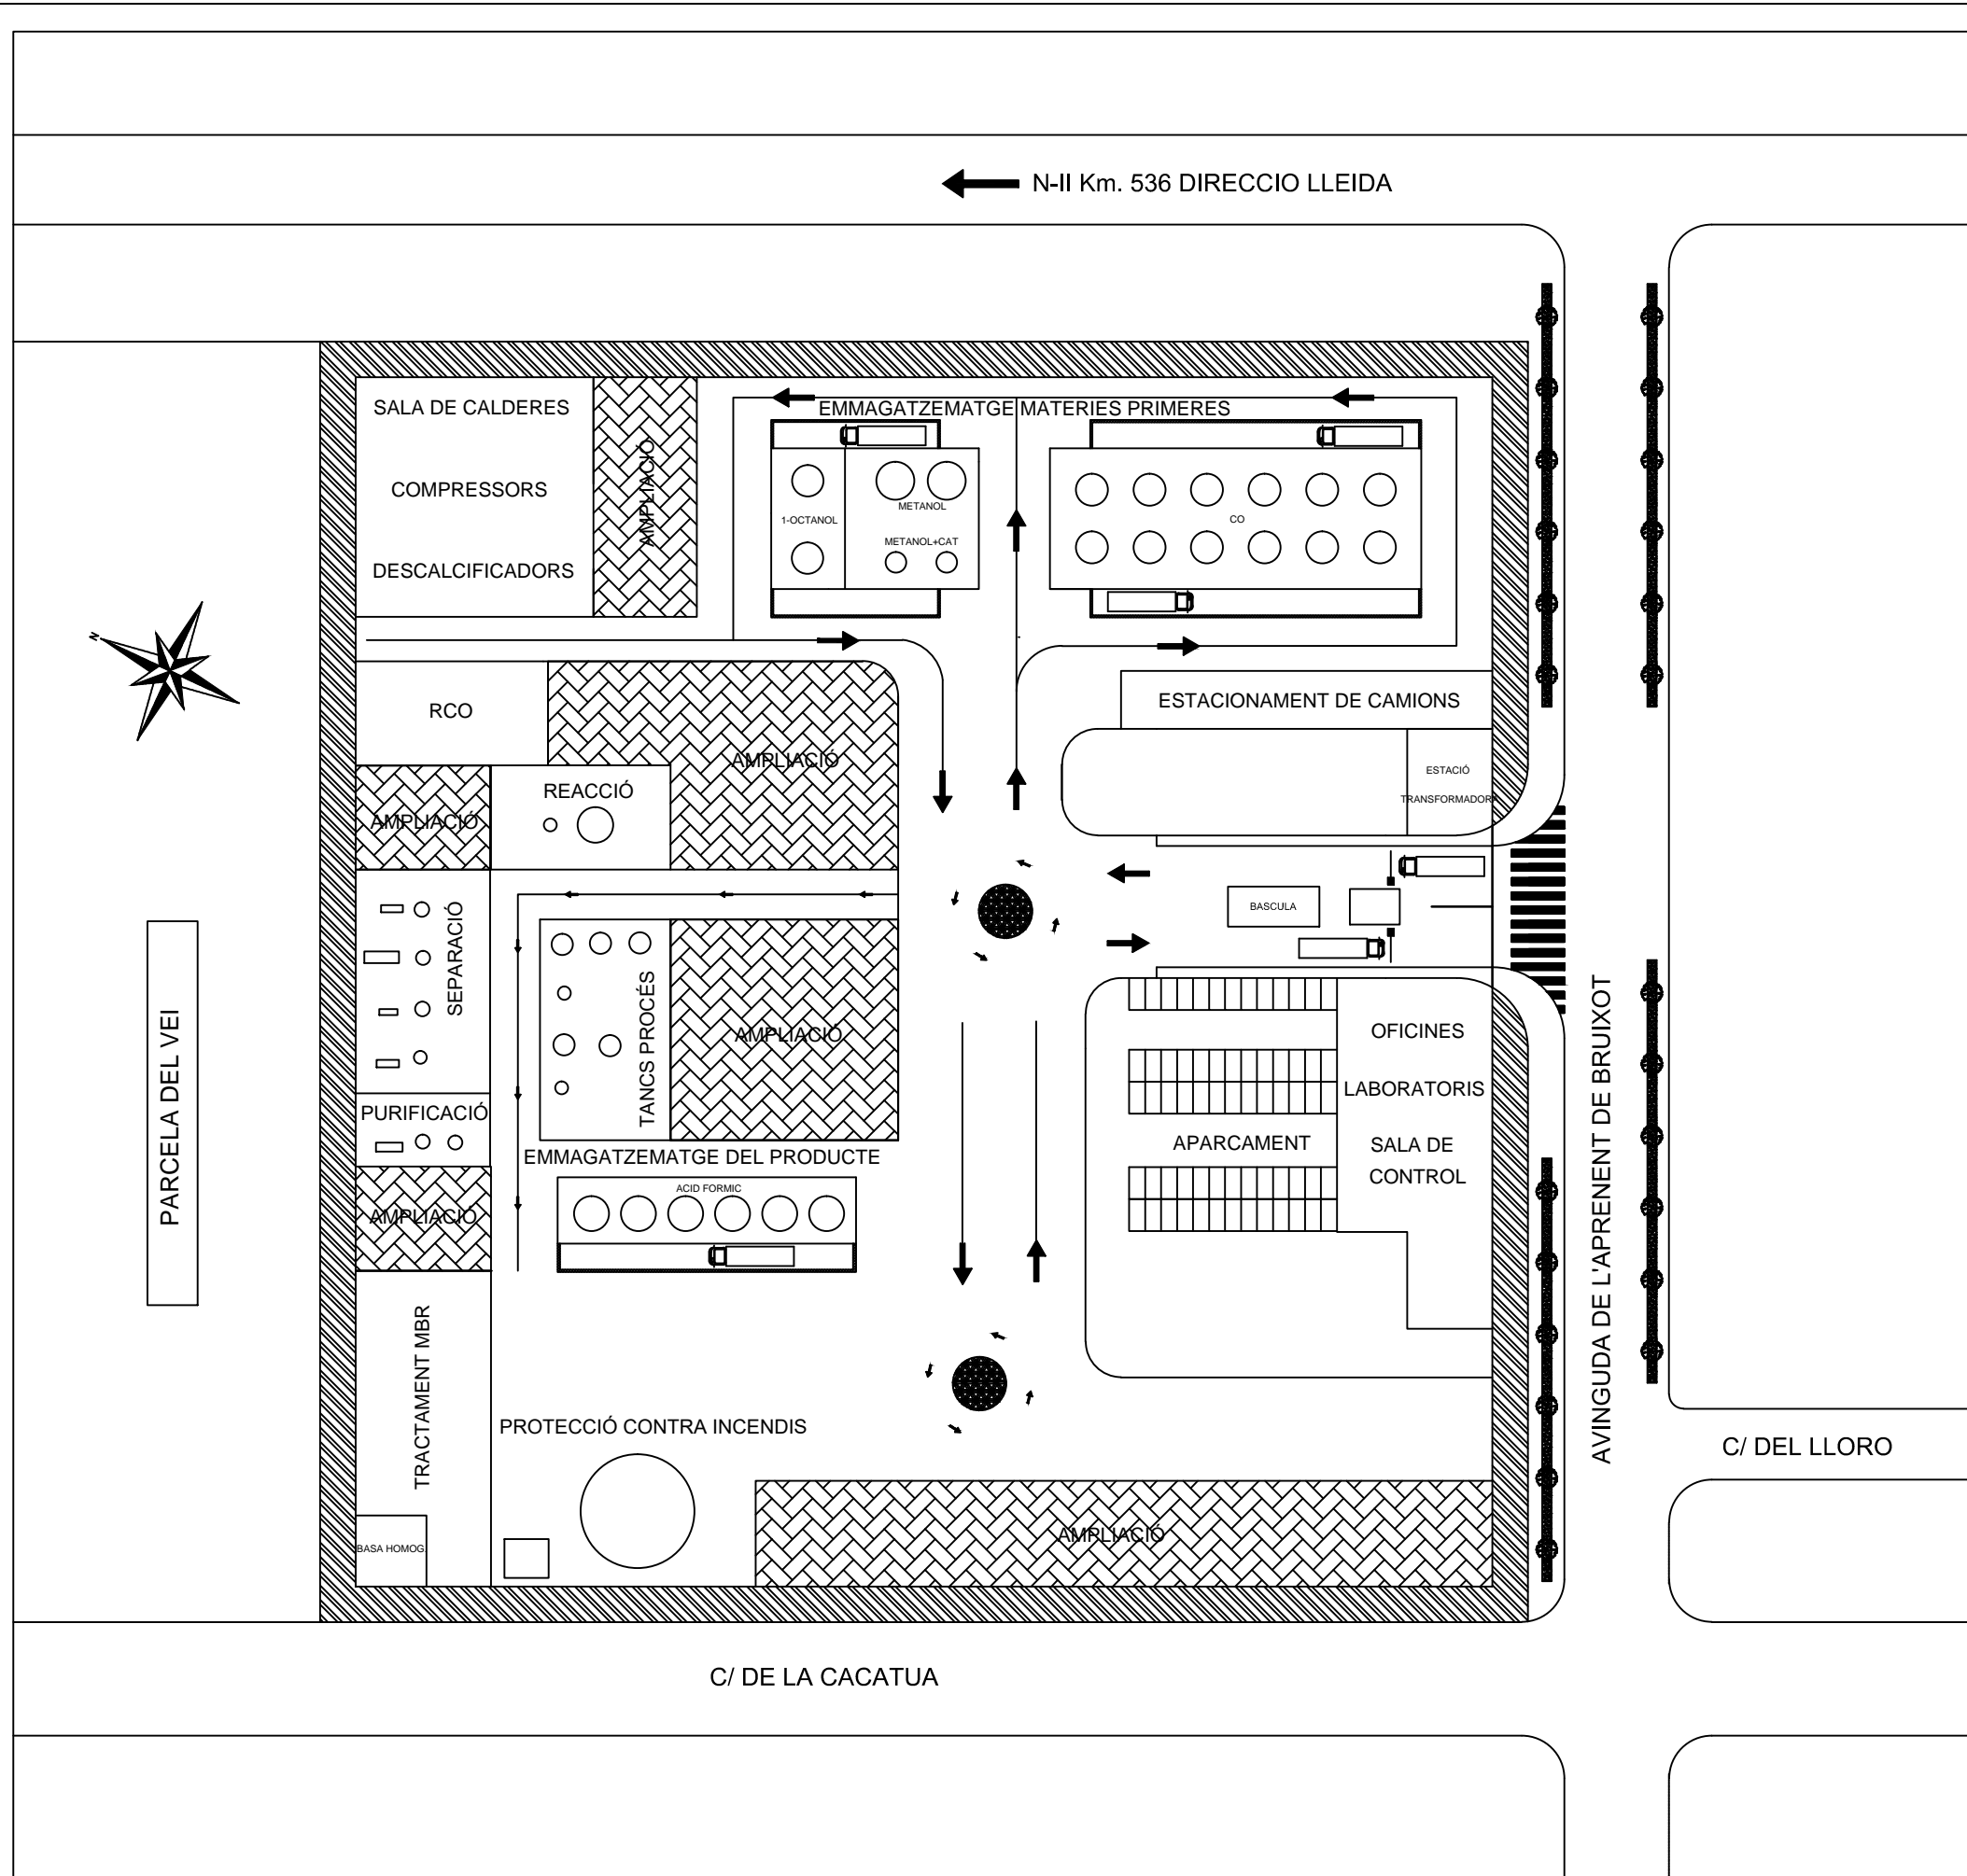 N-II Km. 536 DIRECCIO LLEIDA
SALA DE CALDERES
COMPRESSORS
DESCALCIFICADORS
AMPLIACIÓ
EMMAGATZEMATGE MATERIES PRIMERES
1-OCTANOL
METANOL
METANOL+CAT
CO
N
RCO
AMPLIACIÓ
ESTACIONAMENT DE CAMIONS
ESTACIÓ
TRANSFORMADORA
REACCIÓ
AMPLIACIÓ
SEPARACIÓ
BASCULA
TANCS PROCÉS
AMPLIACIÓ
PURIFICACIÓ
EMMAGATZEMATGE DEL PRODUCTE
ACID FORMIC
AMPLIACIÓ
OFICINES
LABORATORIS
APARCAMENT
SALA DE
CONTROL
PARCELA DEL VEI
AVINGUDA DE L'APRENENT DE BRUIXOT
TRACTAMENT MBR
PROTECCIÓ CONTRA INCENDIS
C/ DEL LLORO
BASA HOMOG.
AMPLIACIÓ
C/ DE LA CACATUA